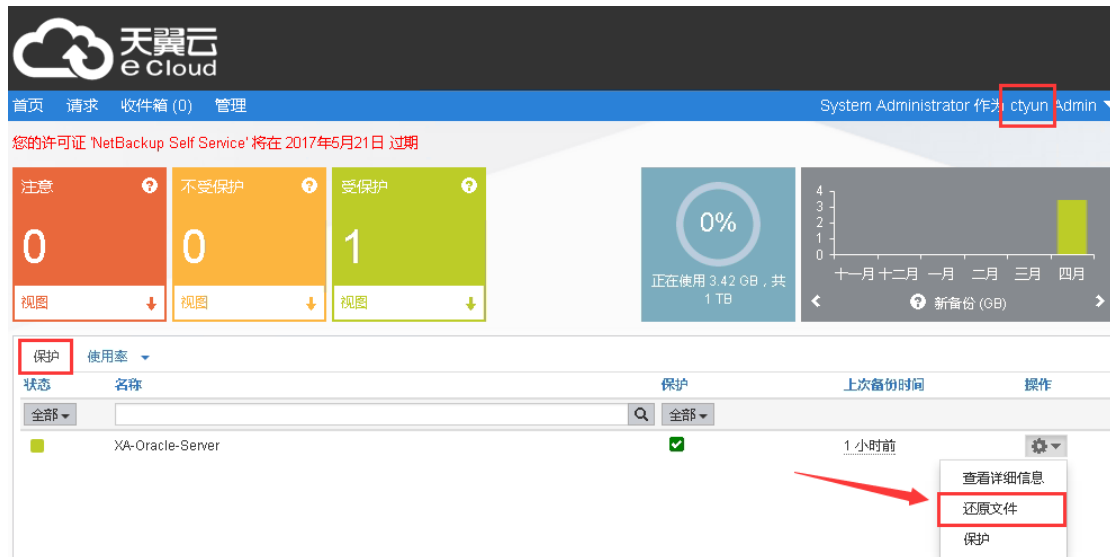 天翼云
e Cloud
首页 请求 收件箱 (0) 管理 System Administrator 作为 ctyun Admin
您的许可证 'NetBackup Self Service' 将在 2017年5月21日 过期
注意 ?
0
视图
不受保护 ?
0
视图
受保护 ?
1
视图
0%
正在使用 3.42 GB，共
1 TB
4
3
2
1
0
十一月 十二月 一月 二月 三月 四月
? 新备份 (GB)
保护 使用率
状态 名称 保护 上次备份时间 操作
全部 全部
XA-Oracle-Server 1 小时前
查看详细信息
还原文件
保护